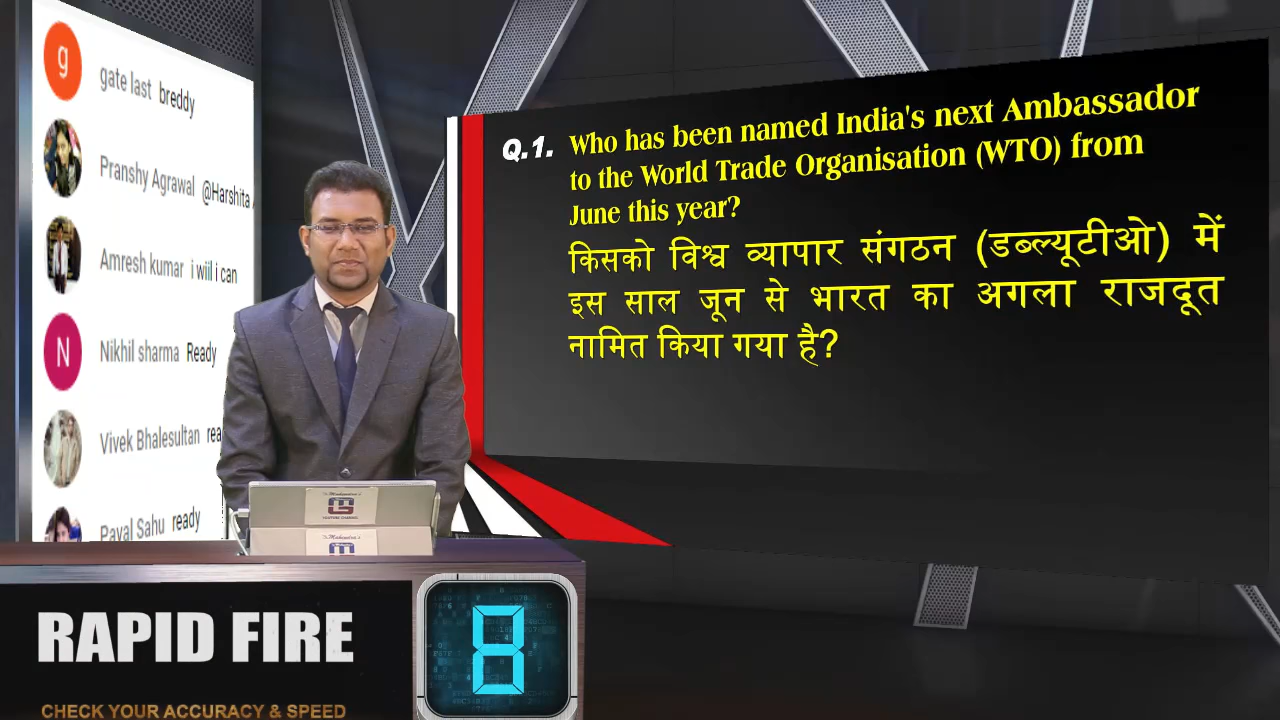 g
gate last breddy
Pranshy Agrawal @Harshita
Amresh kumar i wiil i can
N
Nikhil sharma Ready
Vivek Bhalesultan rea
Payal Sahu ready
Q.1. Who has been named India's next Ambassador
to the World Trade Organisation (WTO) from
June this year?
किसको विश्व व्यापार संगठन (डब्ल्यूटीओ) में
इस साल जून से भारत का अगला राजदूत
नामित किया गया है?
RAPID FIRE
CHECK YOUR ACCURACY & SPEED
8